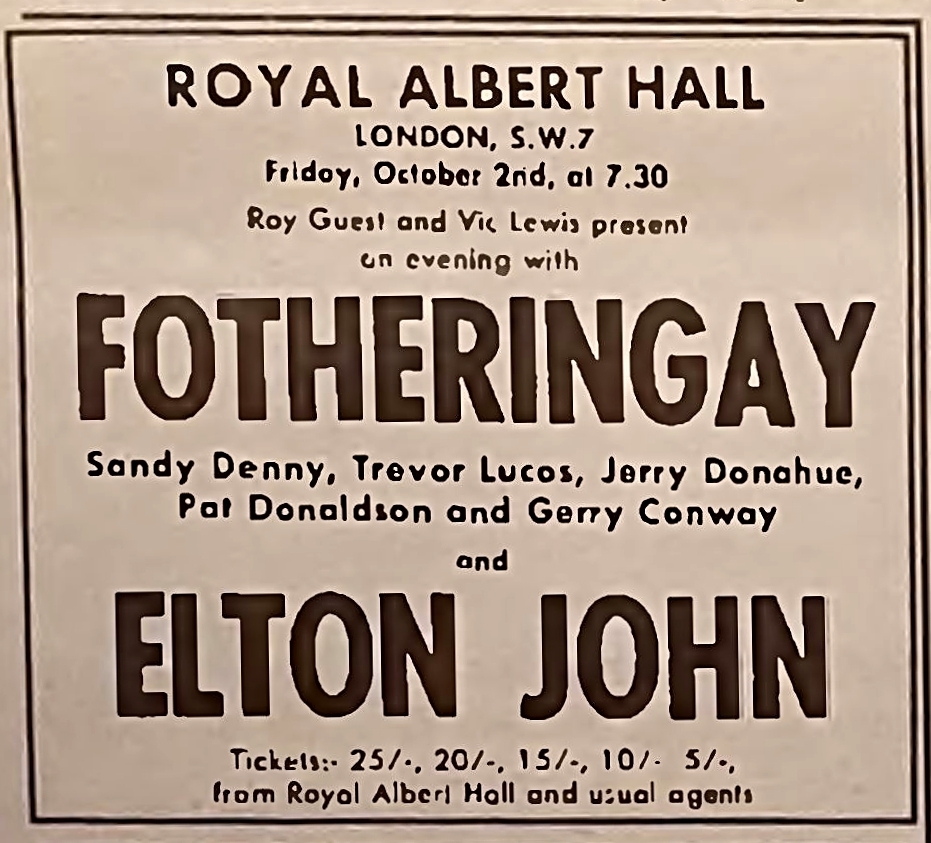 ROYAL ALBERT HALL
LONDON, S.W.7
Friday, October 2nd, at 7.30
Roy Guest and Vic Lewis present
an evening with
FOTHERINGAY
Sandy Denny, Trevor Lucas, Jerry Donahue,
Pat Donaldson and Gerry Conway
and
ELTON JOHN
Tickets:- 25/-, 20/-, 15/-, 10/- 5/-,
from Royal Albert Hall and usual agents